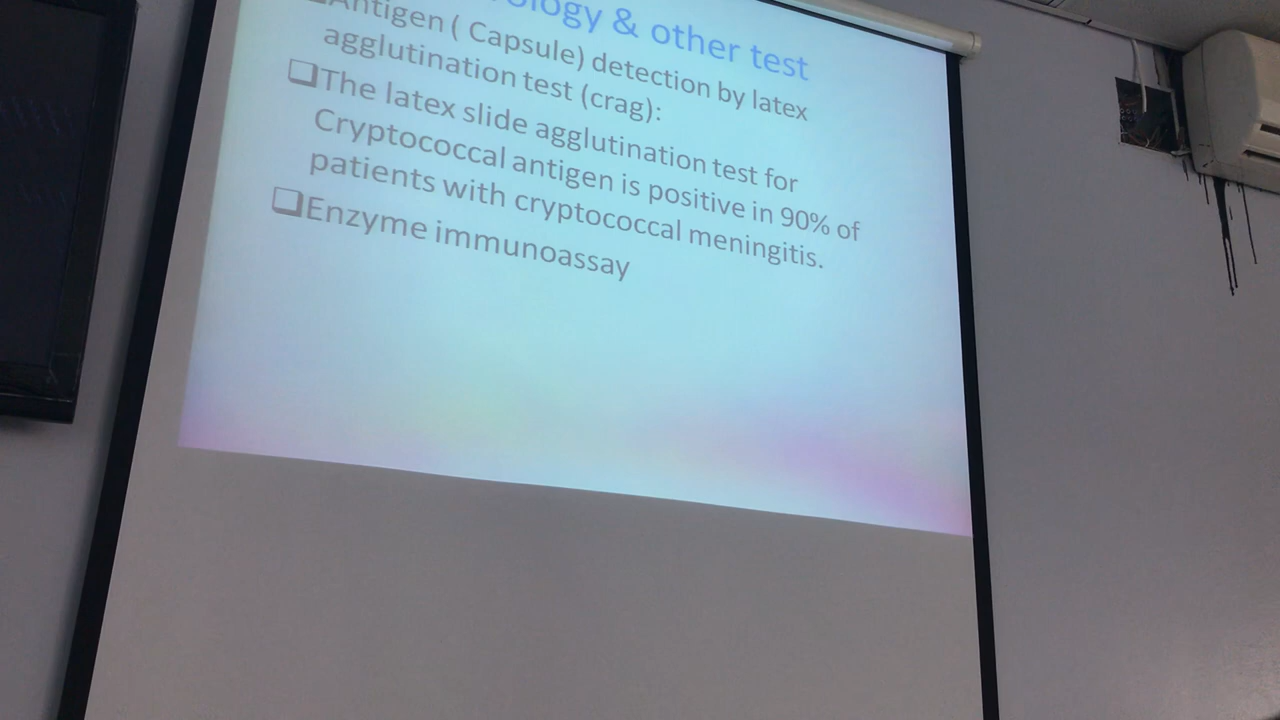 ology & other test
❑Antigen ( Capsule) detection by latex
agglutination test (crag):
❑The latex slide agglutination test for
Cryptococcal antigen is positive in 90% of
patients with cryptococcal meningitis.
❑Enzyme immunoassay